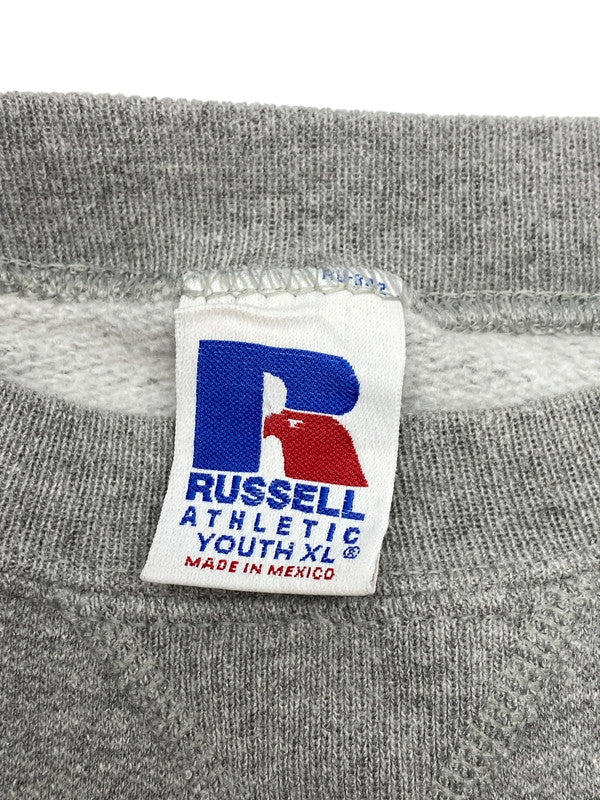 R
RUSSELL
ATHLETIC
YOUTH XL®
MADE IN MEXICO